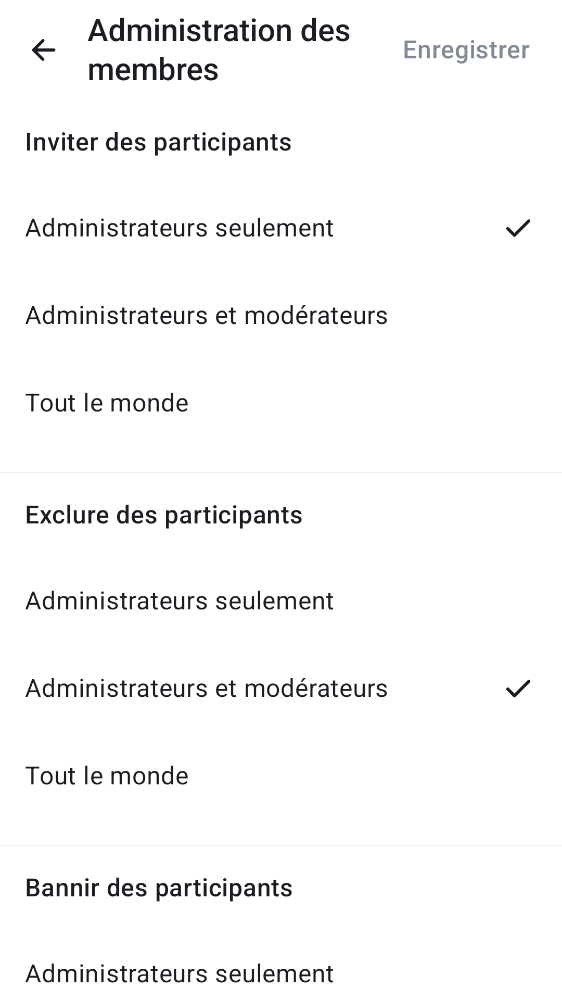 Administration des
membres
Enregistrer
Inviter des participants
Administrateurs seulement
Administrateurs et modérateurs
Tout le monde
Exclure des participants
Administrateurs seulement
Administrateurs et modérateurs
Tout le monde
Bannir des participants
Administrateurs seulement